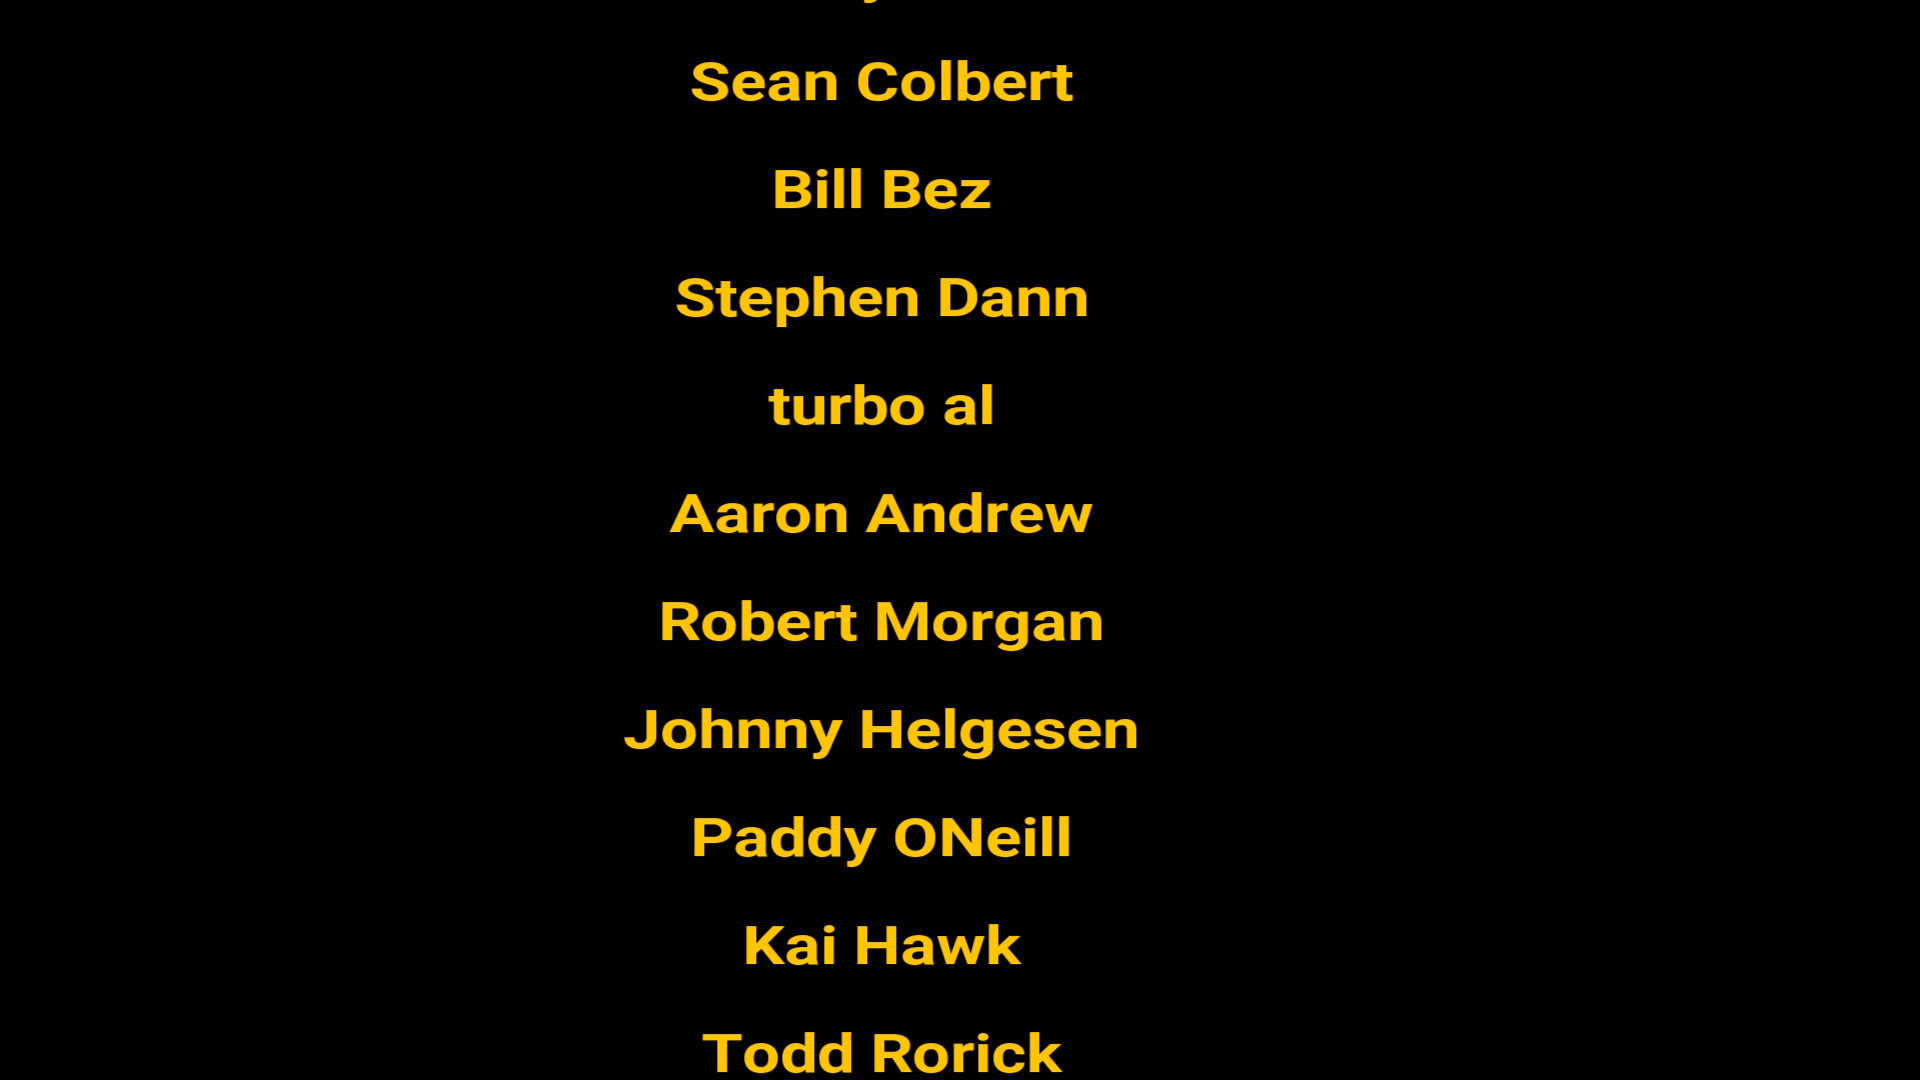 Sean Colbert
Bill Bez
Stephen Dann
turbo al
Aaron Andrew
Robert Morgan
Johnny Helgesen
Paddy ONeill
Kai Hawk
Todd Rorick